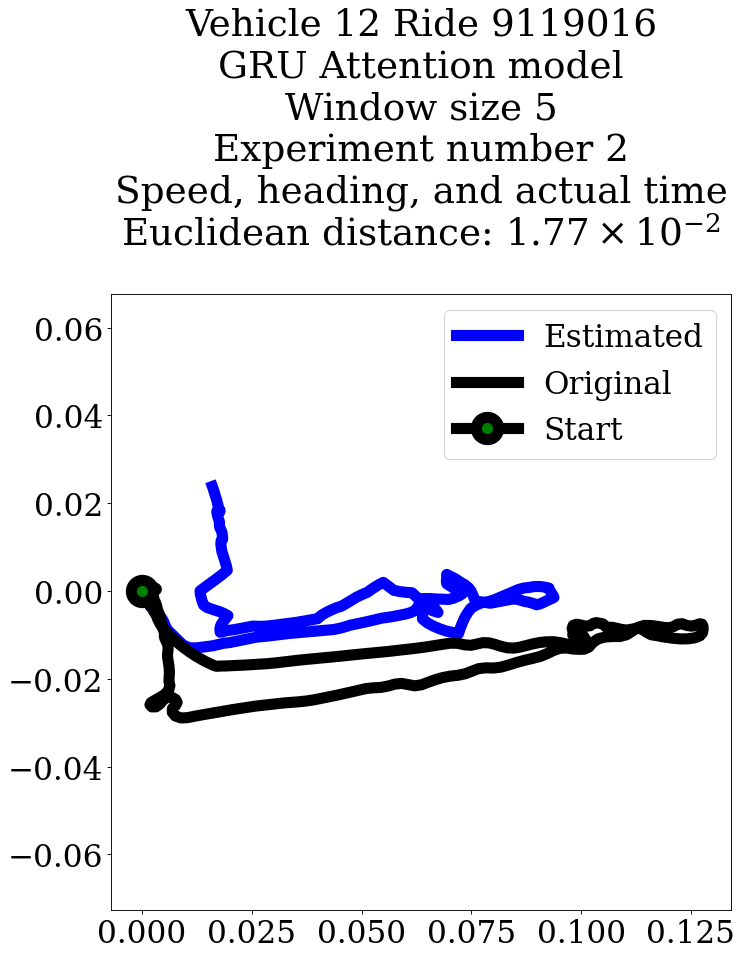 Vehicle 12 Ride 9119016
GRU Attention model
Window size 5
Experiment number 2
Speed, heading, and actual time
Euclidean distance: 1.77 × 10⁻²
Estimated
Original
Start
0.06
0.04
0.02
0.00
−0.02
−0.04
−0.06
0.000 0.025 0.050 0.075 0.100 0.125